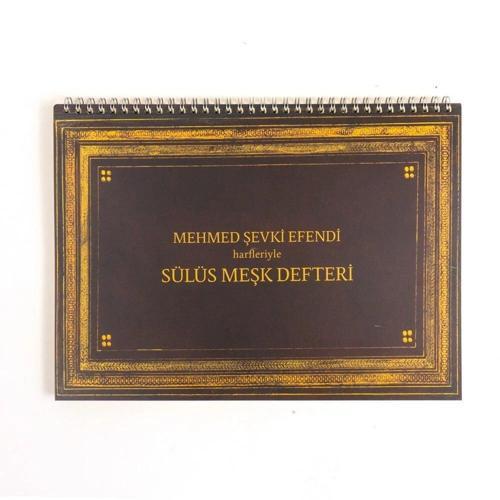 MEHMED ŞEVKİ EFENDİ
harfleriyle
SÜLÜS MEŞK DEFTERİ